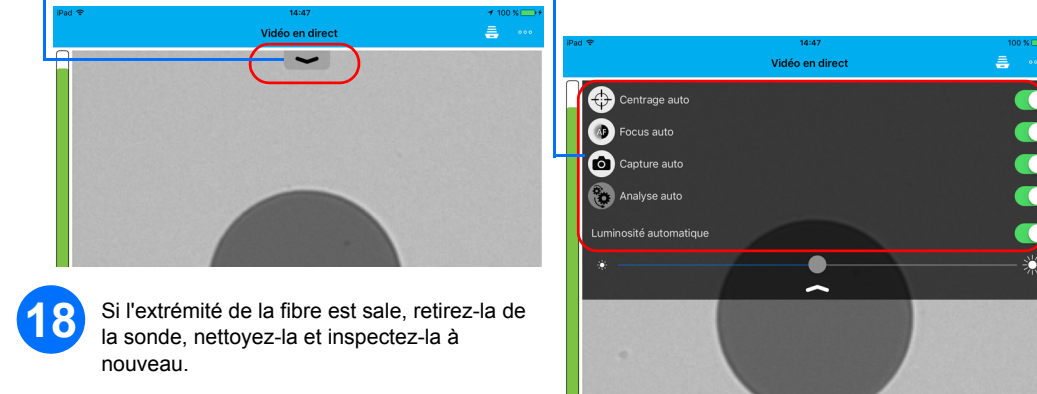 iPad 14:47 100 %
Vidéo en direct
18
Si l'extrémité de la fibre est sale, retirez-la de
la sonde, nettoyez-la et inspectez-la à
nouveau.
iPad 14:47 100 %
Vidéo en direct
Centrage auto
AF Focus auto
Capture auto
Analyse auto
Luminosité automatique